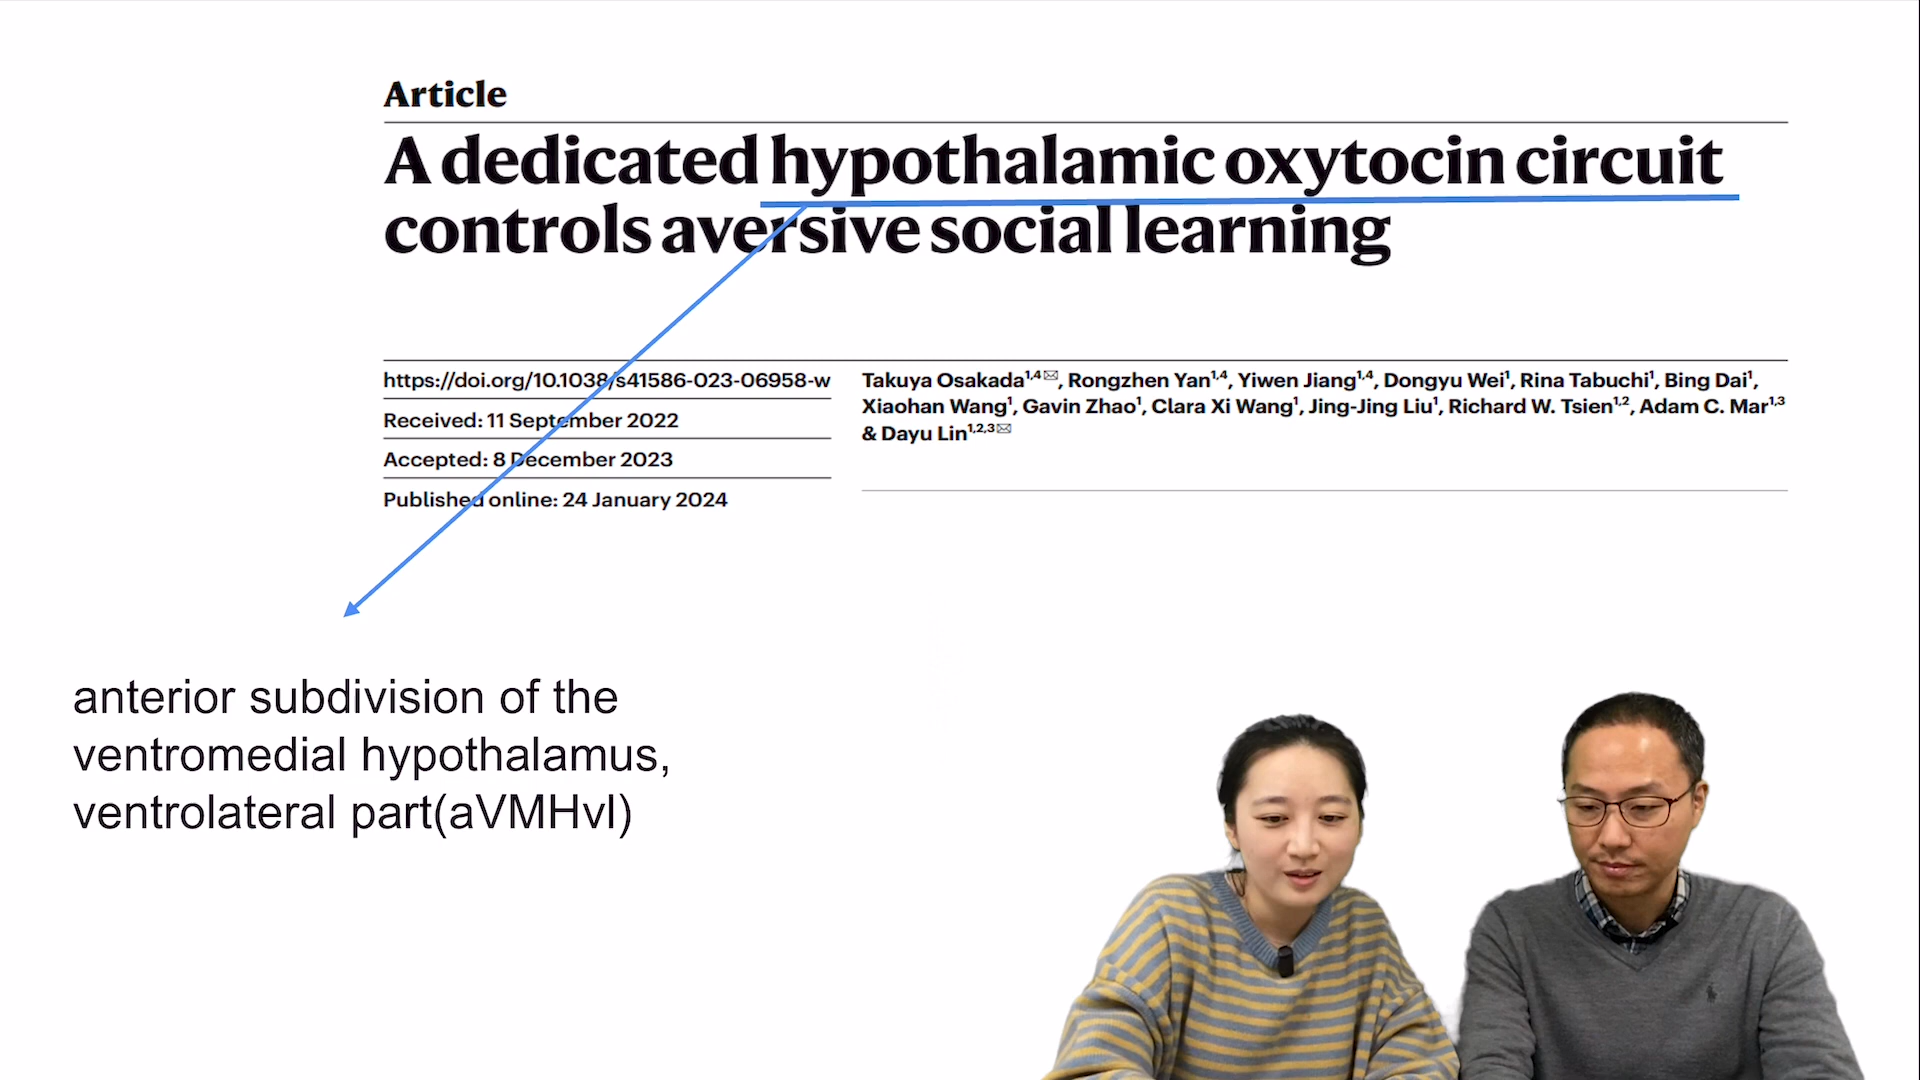 Article
A dedicated hypothalamic oxytocin circuit
controls aversive social learning
https://doi.org/10.1038/s41586-023-06958-w
Received: 11 September 2022
Accepted: 8 December 2023
Published online: 24 January 2024
Takuya Osakada1,4✉, Rongzhen Yan1,4, Yiwen Jiang1,4, Dongyu Wei1, Rina Tabuchi1, Bing Dai1,
Xiaohan Wang1, Gavin Zhao1, Clara Xi Wang1, Jing-Jing Liu1, Richard W. Tsien1,2, Adam C. Mar1,3
& Dayu Lin1,2,3✉
anterior subdivision of the
ventromedial hypothalamus,
ventrolateral part(aVMHvl)